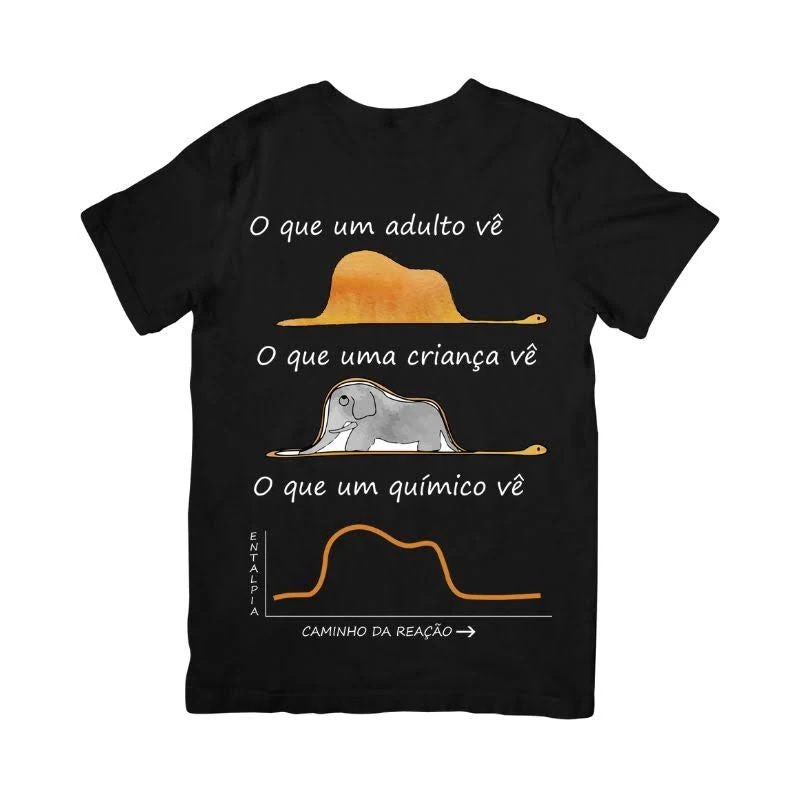 O que um adulto vê
O que uma criança vê
O que um químico vê
ENTALPIA
CAMINHO DA REAÇÃO →